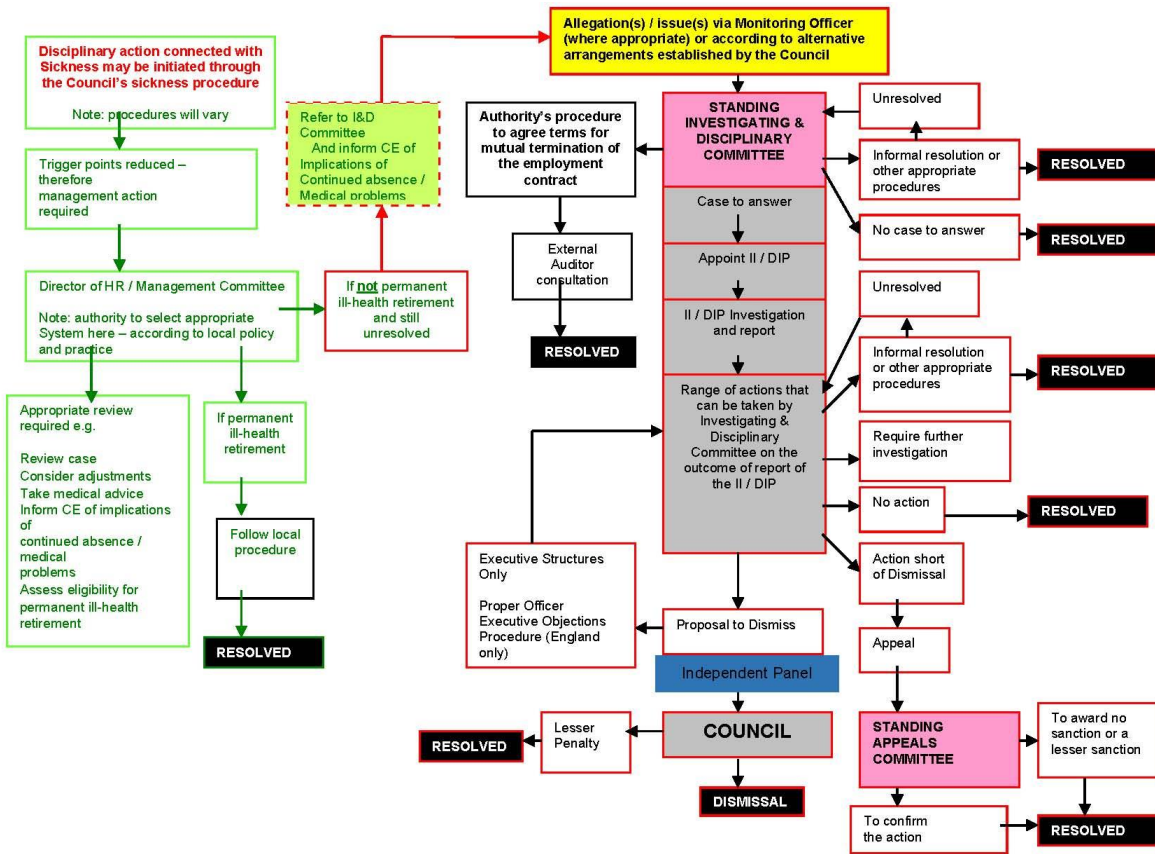 Allegation(s) / issue(s) via Monitoring Officer
(where appropriate) or according to alternative
arrangements established by the Council
Disciplinary action connected with
Sickness may be initiated through
the Council's sickness procedure
Note: procedures will vary
Trigger points reduced –
therefore
management action
required
Director of HR / Management Committee
Note: authority to select appropriate
System here – according to local policy
and practice
Appropriate review
required e.g.
Review case
Consider adjustments
Take medical advice
Inform CE of implications
of
continued absence /
medical
problems
Assess eligibility for
permanent ill-health
retirement
If permanent
ill-health
retirement
Follow local
procedure
RESOLVED
If not permanent
ill-health retirement
and still
unresolved
Refer to I&D
Committee
And inform CE of
Implications of
Continued absence /
Medical problems
Authority's procedure
to agree terms for
mutual termination
of the employment
contract
External
Auditor
consultation
RESOLVED
STANDING
INVESTIGATING &
DISCIPLINARY
COMMITTEE
Unresolved
Informal resolution or
other appropriate
procedures
RESOLVED
No case to answer
RESOLVED
Case to answer
Appoint II / DIP
II / DIP Investigation
and report
Range of actions that
can be taken by
Investigating &
Disciplinary
Committee on the
outcome of report of
the II / DIP
Unresolved
Informal resolution
or other appropriate
procedures
RESOLVED
Require further
investigation
No action
RESOLVED
Action short
of Dismissal
Appeal
Executive Structures
Only
Proper Officer
Executive Objections
Procedure (England
only)
Proposal to Dismiss
Independent Panel
COUNCIL
Lesser
Penalty
RESOLVED
DISMISSAL
STANDING
APPEALS
COMMITTEE
To award no
sanction or a
lesser sanction
To confirm
the action
RESOLVED